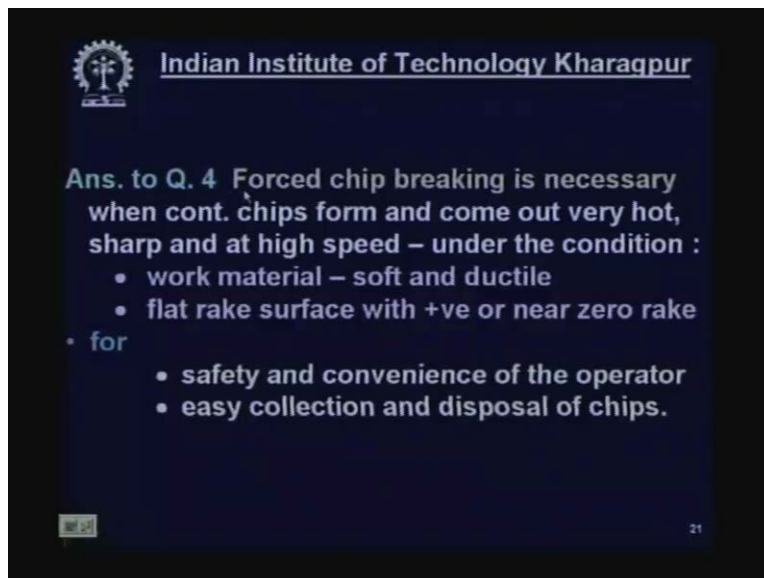 Indian Institute of Technology Kharagpur
Ans. to Q. 4 Forced chip breaking is necessary
when cont. chips form and come out very hot,
sharp and at high speed – under the condition :
• work material – soft and ductile
• flat rake surface with +ve or near zero rake
• for
• safety and convenience of the operator
• easy collection and disposal of chips.
21